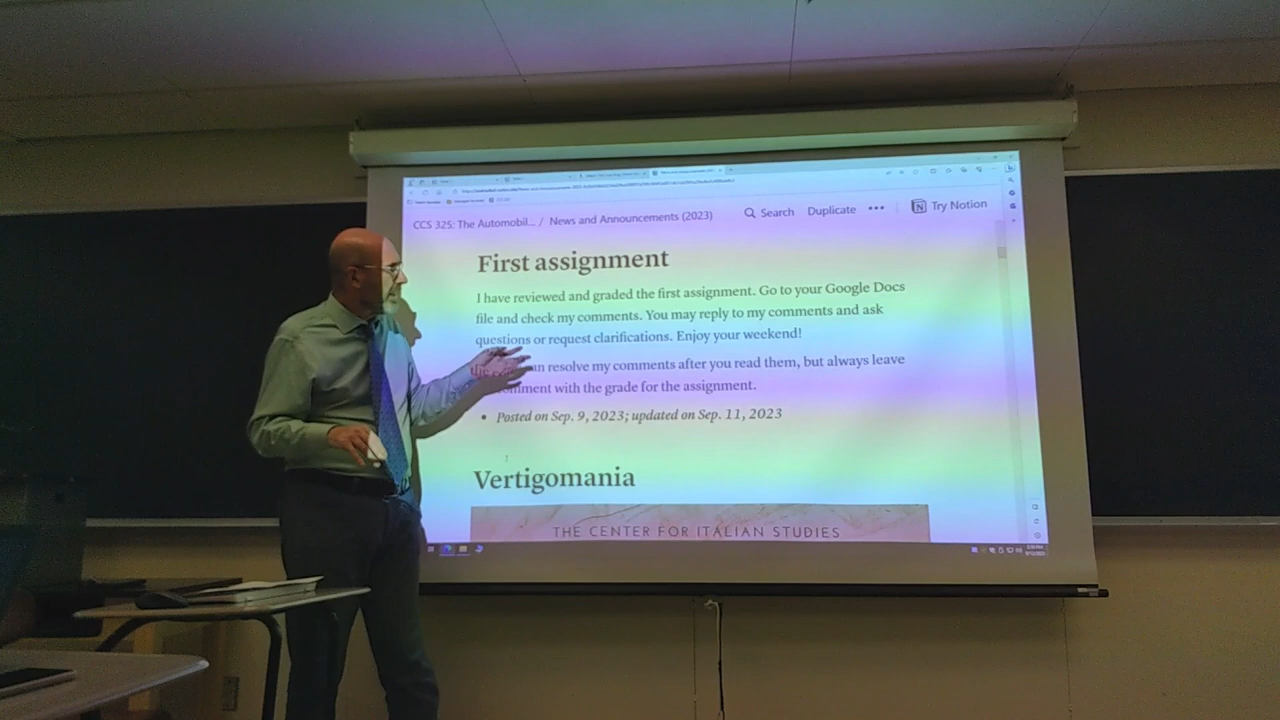 CCS 325: The Automobil... / News and Announcements (2023)
Search Duplicate ••• Try Notion
First assignment
I have reviewed and graded the first assignment. Go to your Google Docs
file and check my comments. You may reply to my comments and ask
questions or request clarifications. Enjoy your weekend!
resolve my comments after you read them, but always leave
with the grade for the assignment.
• Posted on Sep. 9, 2023; updated on Sep. 11, 2023
Vertigomania
THE CENTER FOR ITALIAN STUDIES